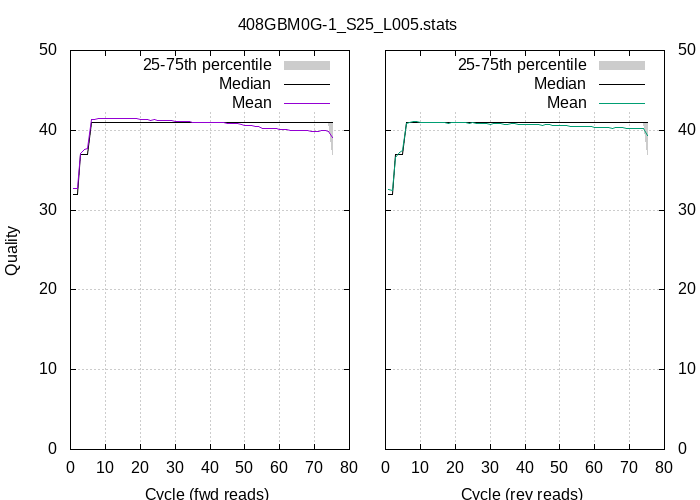 408GBM0G-1_S25_L005.stats
50
40
30
20
10
0
Quality
25-75th percentile
Median
Mean
0 10 20 30 40 50 60 70 80
Cycle (fwd reads)
25-75th percentile
Median
Mean
50
40
30
20
10
0
0 10 20 30 40 50 60 70 80
Cycle (rev reads)